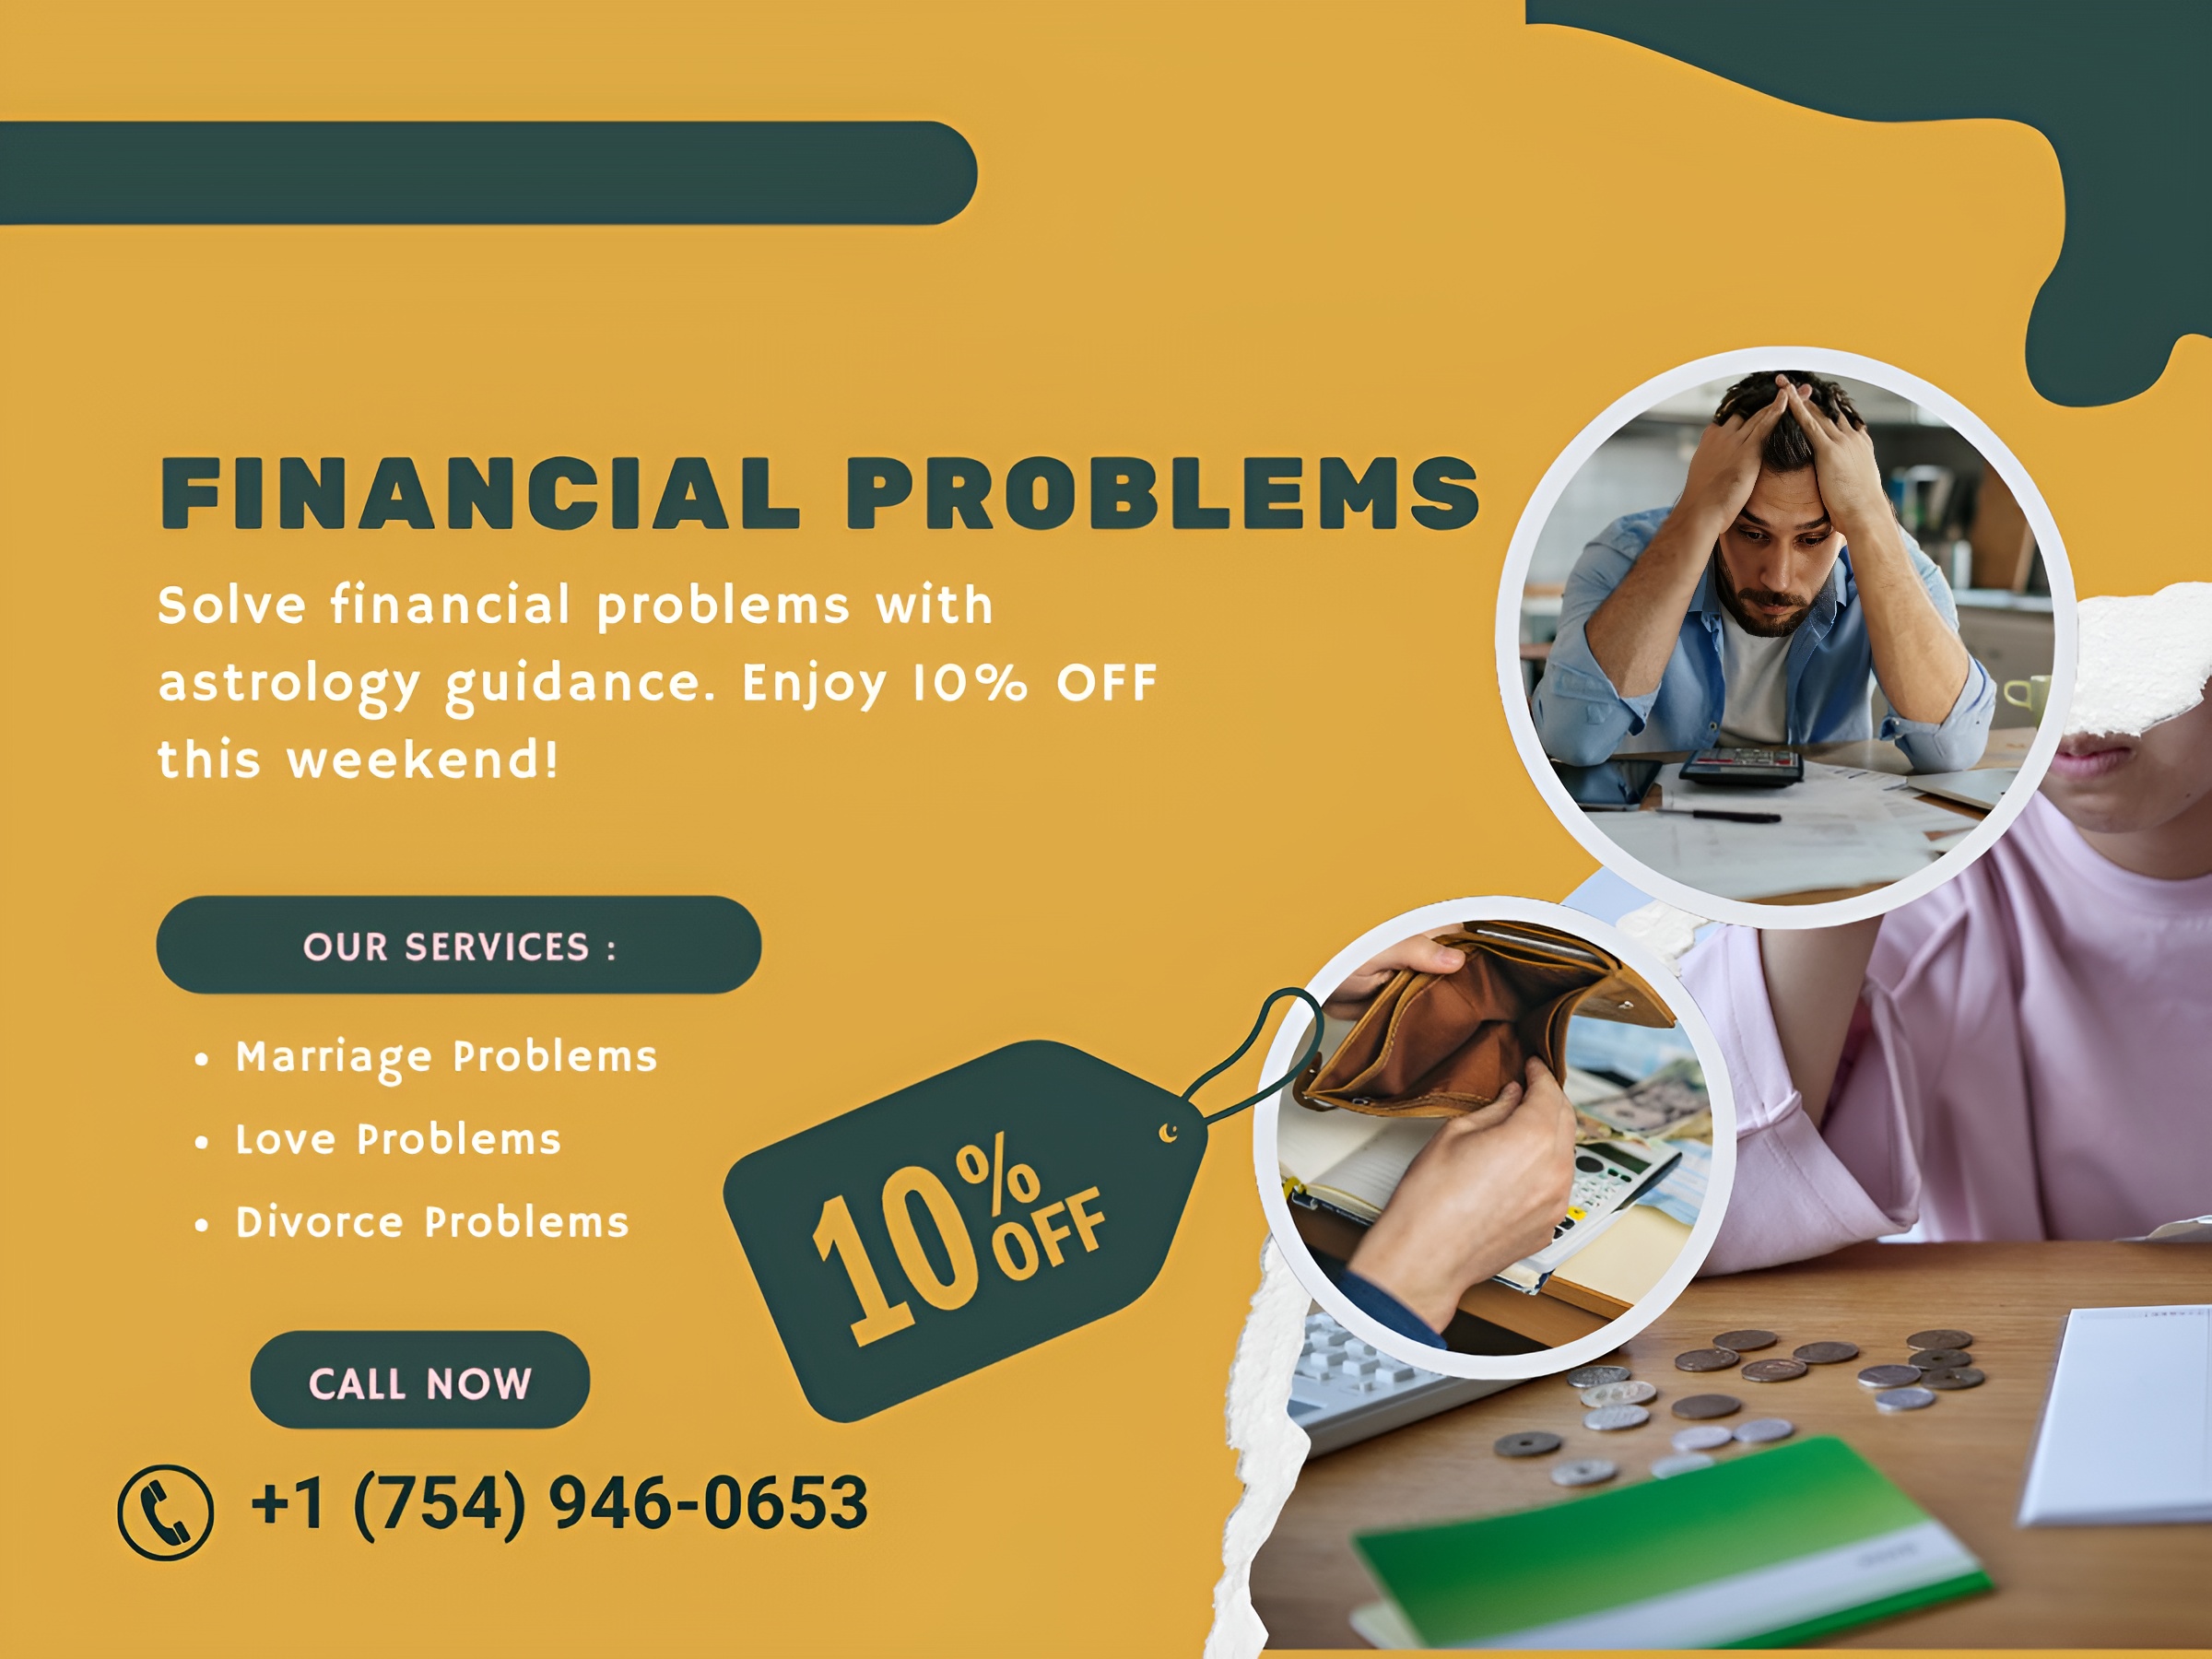 FINANCIAL PROBLEMS
Solve financial problems with
astrology guidance. Enjoy 10% OFF
this weekend!
OUR SERVICES :
• Marriage Problems
• Love Problems
• Divorce Problems
10% OFF
CALL NOW
+1 (754) 946-0653